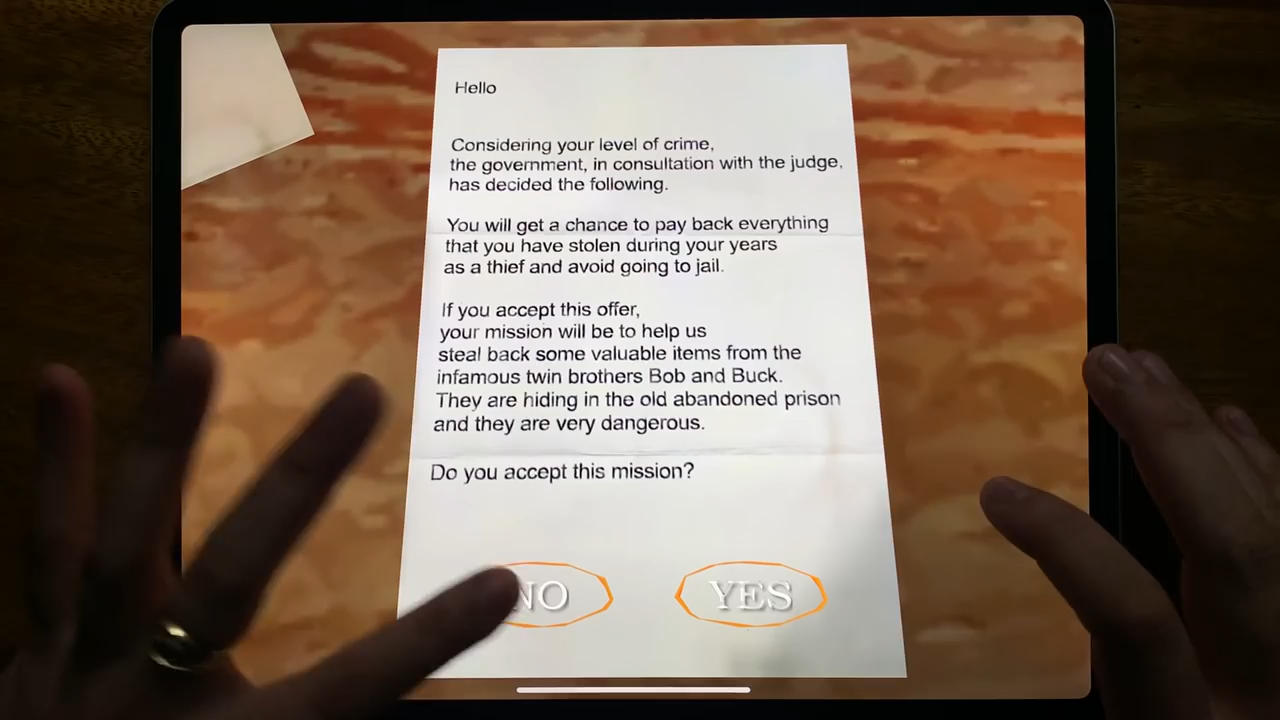 Hello
Considering your level of crime,
the government, in consultation with the judge,
has decided the following.
You will get a chance to pay back everything
that you have stolen during your years
as a thief and avoid going to jail.
If you accept this offer,
your mission will be to help us
steal back some valuable items from the
infamous twin brothers Bob and Buck.
They are hiding in the old abandoned prison
and they are very dangerous.
Do you accept this mission?
NO YES